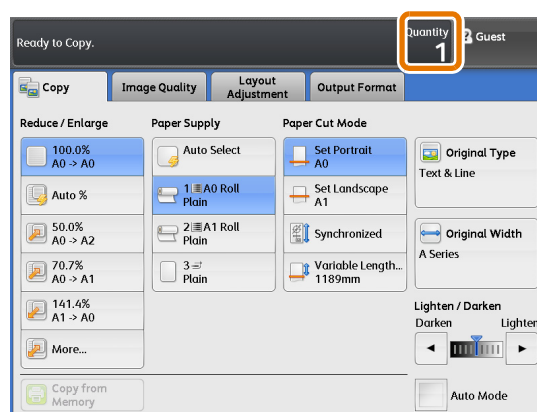 Ready to Copy.
Quantity
1
Guest
Copy
Image Quality
Layout
Adjustment
Output Format
Reduce / Enlarge
100.0%
A0 -> A0
Auto %
50.0%
A0 -> A2
70.7%
A0 -> A1
141.4%
A1 -> A0
More...
Copy from
Memory
Paper Supply
Auto Select
1 A0 Roll
Plain
2 A1 Roll
Plain
3
Plain
Paper Cut Mode
Set Portrait
A0
Set Landscape
A1
Synchronized
Variable Length...
1189mm
Original Type
Text & Line
Original Width
A Series
Lighten / Darken
Darken Lighten
Auto Mode